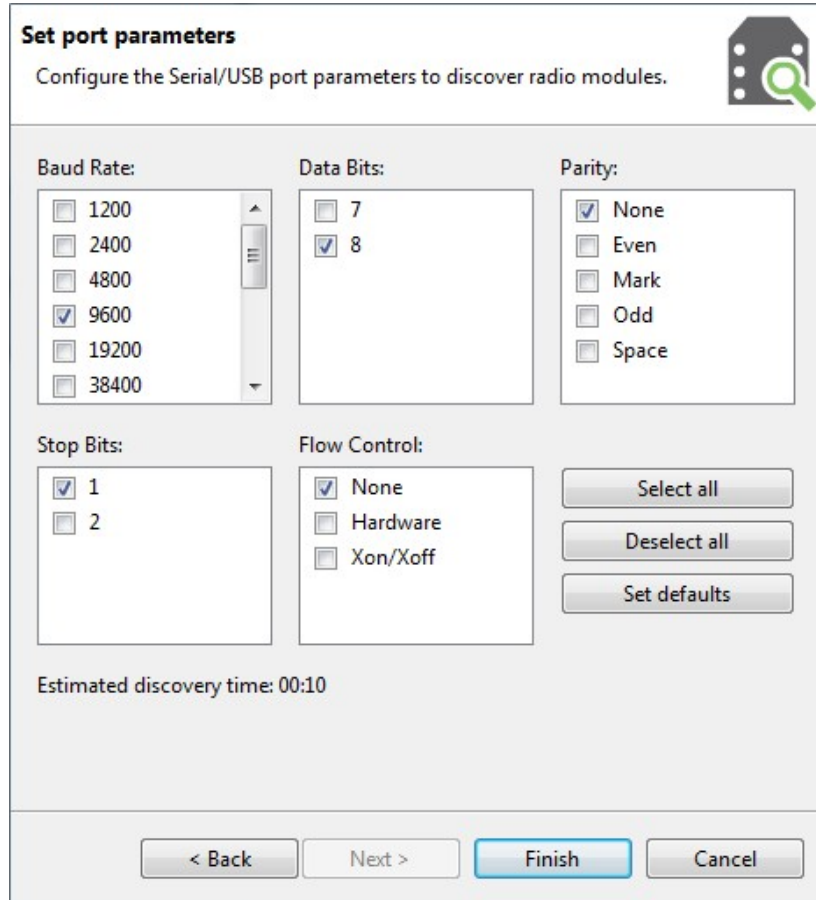 Set port parameters
Configure the Serial/USB port parameters to discover radio modules.
Baud Rate:
1200
2400
4800
9600
19200
38400
Data Bits:
7
8
Parity:
None
Even
Mark
Odd
Space
Stop Bits:
1
2
Flow Control:
None
Hardware
Xon/Xoff
Select all
Deselect all
Set defaults
Estimated discovery time: 00:10
< Back
Next >
Finish
Cancel